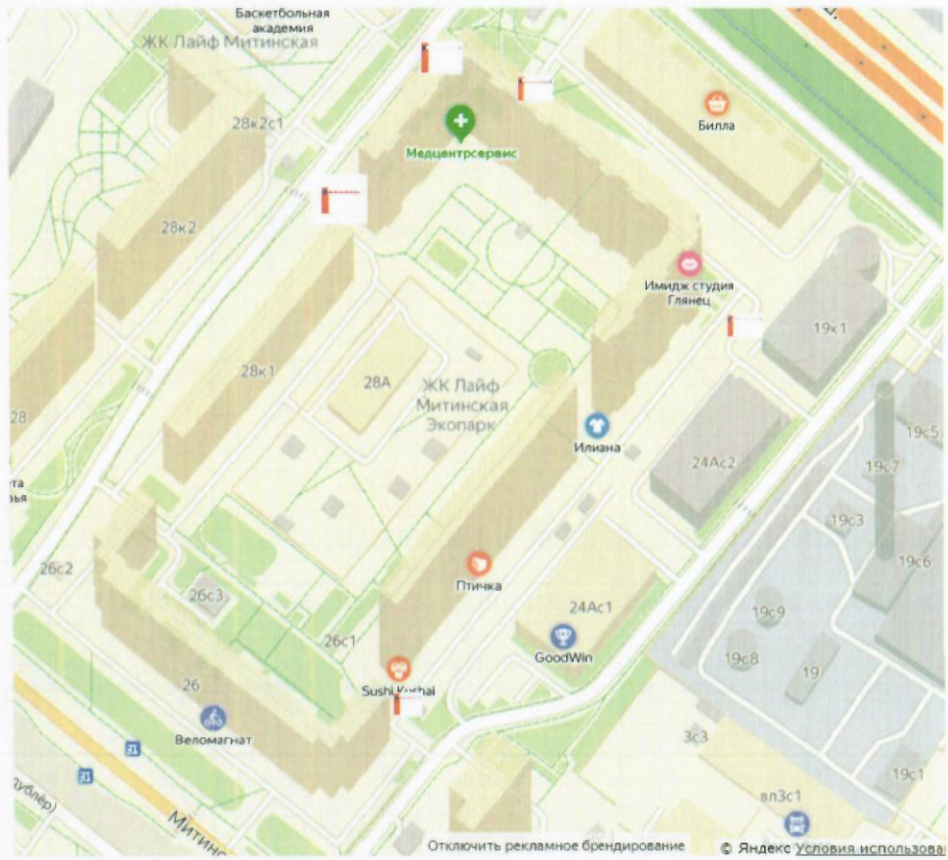 Баскетбольная
академия
ЖК Лайф Митинская
28к2с1
Билла
Медцентрсервис
28к2
Имидж студия
Глянец
19к1
28к1
28А
ЖК Лайф
Митинская
Экопарк
28
Илиана
19с5
24Ас2
19с7
19с3
26с2
Птичка
19с6
26с3
24Ас1
19с9
26с1
GoodWin
19с8
19
26
Sushi Kushai
Веломагнат
3с3
19с1
вл3с1
Митинс
Отключить рекламное брендирование
© Яндекс Условия использова